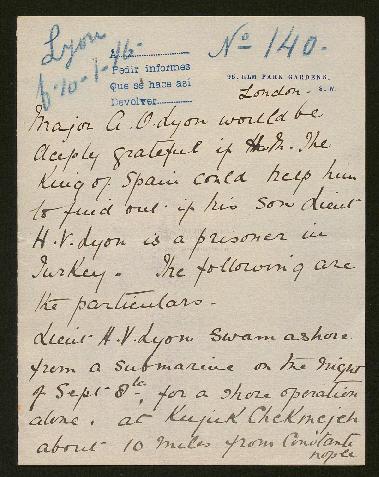 Lyon
Nº 140.
10-1-16-
A
Pedir informes
Que se hace así
Devolver
98. ELM PARK GARDENS,
London. S.W.
Major A. O. Lyon would be
deeply grateful if H.M. The
King of Spain could help him
to find out if his son Lieut
H. V. Lyon is a prisoner in
Turkey. The following are
the particulars -
Lieut H. V. Lyon swam ashore
from a submarine on the night
of Sept 8th, for a shore operation
alone. at Kujuk Chekmejeh
about 10 miles from Constanti
nople